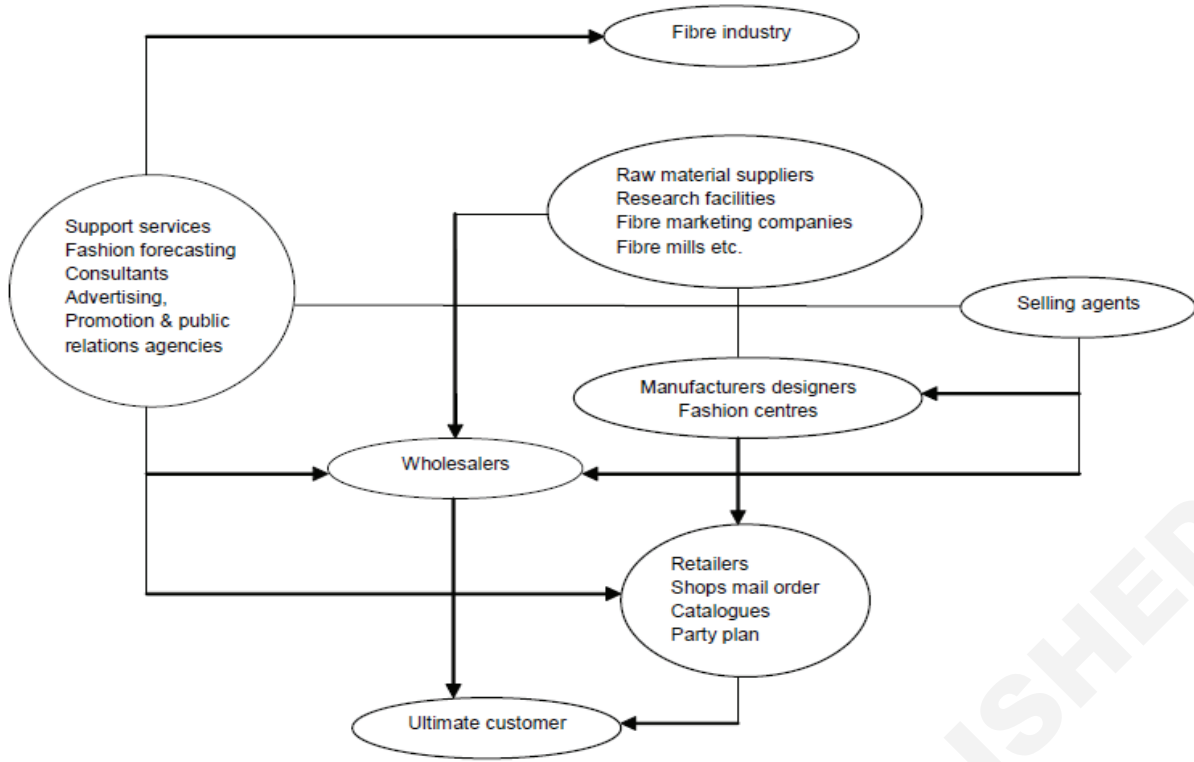 Fibre industry
Raw material suppliers
Research facilities
Fibre marketing companies
Fibre mills etc.
Support services
Fashion forecasting
Consultants
Advertising,
Promotion & public
relations agencies
Selling agents
Manufacturers designers
Fashion centres
Wholesalers
Retailers
Shops mail order
Catalogues
Party plan
Ultimate customer
ISHED